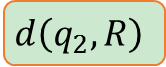 d(q₂, R)